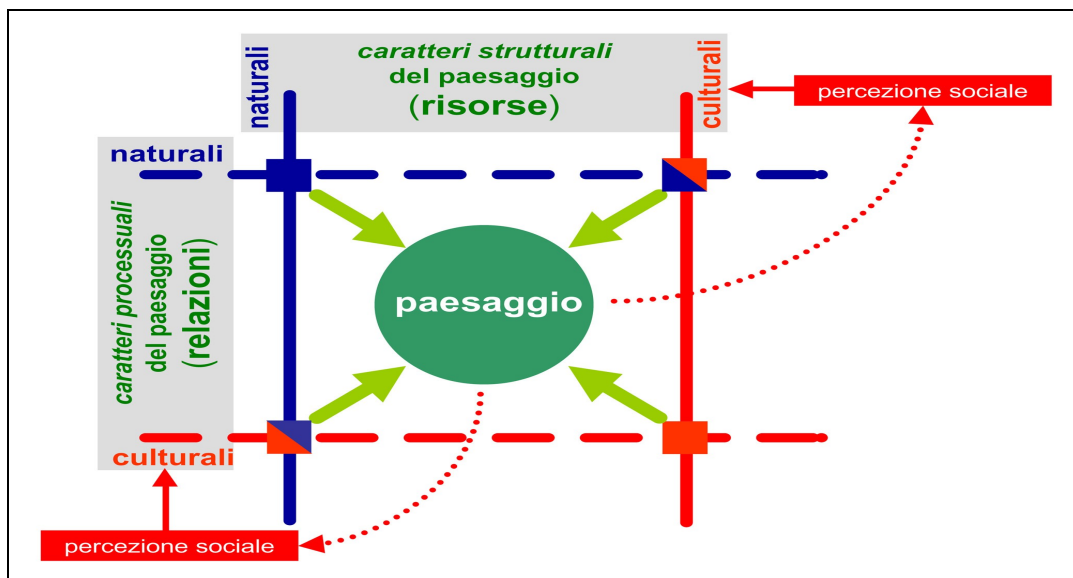 caratteri strutturali
del paesaggio
(risorse)
naturali
culturali
percezione sociale
naturali
caratteri processuali
del paesaggio
(relazioni)
paesaggio
culturali
percezione sociale